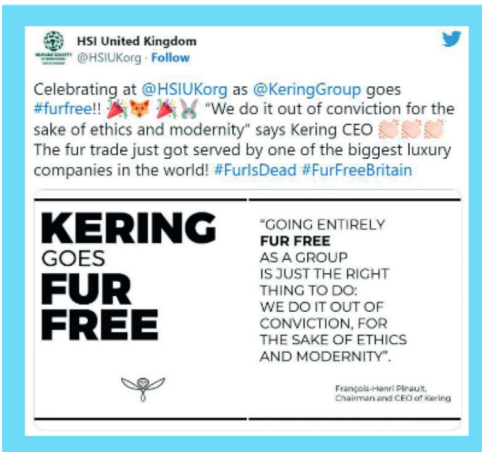 HSI United Kingdom
@HSIUKorg · Follow
Celebrating at @HSIUKorg as @KeringGroup goes
#furfree!! 🎉🦊 🎉🐰 “We do it out of conviction for the
sake of ethics and modernity” says Kering CEO 👏🏻👏🏻👏🏻
The fur trade just got served by one of the biggest luxury
companies in the world! #FurIsDead #FurFreeBritain
KERING
GOES
FUR
FREE
“GOING ENTIRELY
FUR FREE
AS A GROUP
IS JUST THE RIGHT
THING TO DO:
WE DO IT OUT OF
CONVICTION, FOR
THE SAKE OF ETHICS
AND MODERNITY”.
François-Henri Pinault,
Chairman and CEO of Kering